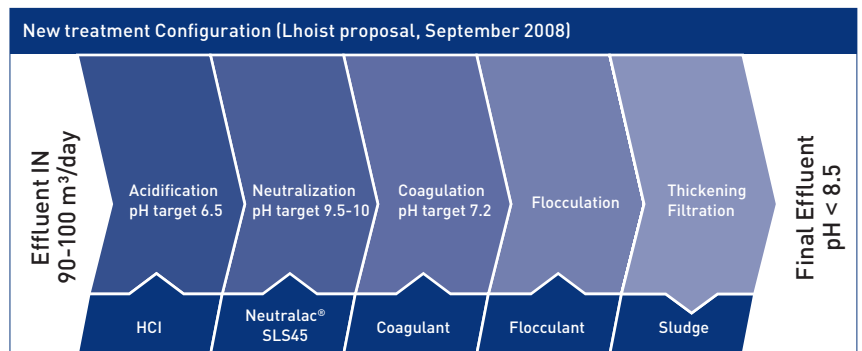 New treatment Configuration (Lhoist proposal, September 2008)
Effluent IN
90-100 m³/day
Acidification
pH target 6.5
Neutralization
pH target 9.5-10
Coagulation
pH target 7.2
Flocculation
Thickening
Filtration
Final Effluent
pH < 8.5
HCl
Neutralac®
SLS45
Coagulant
Flocculant
Sludge